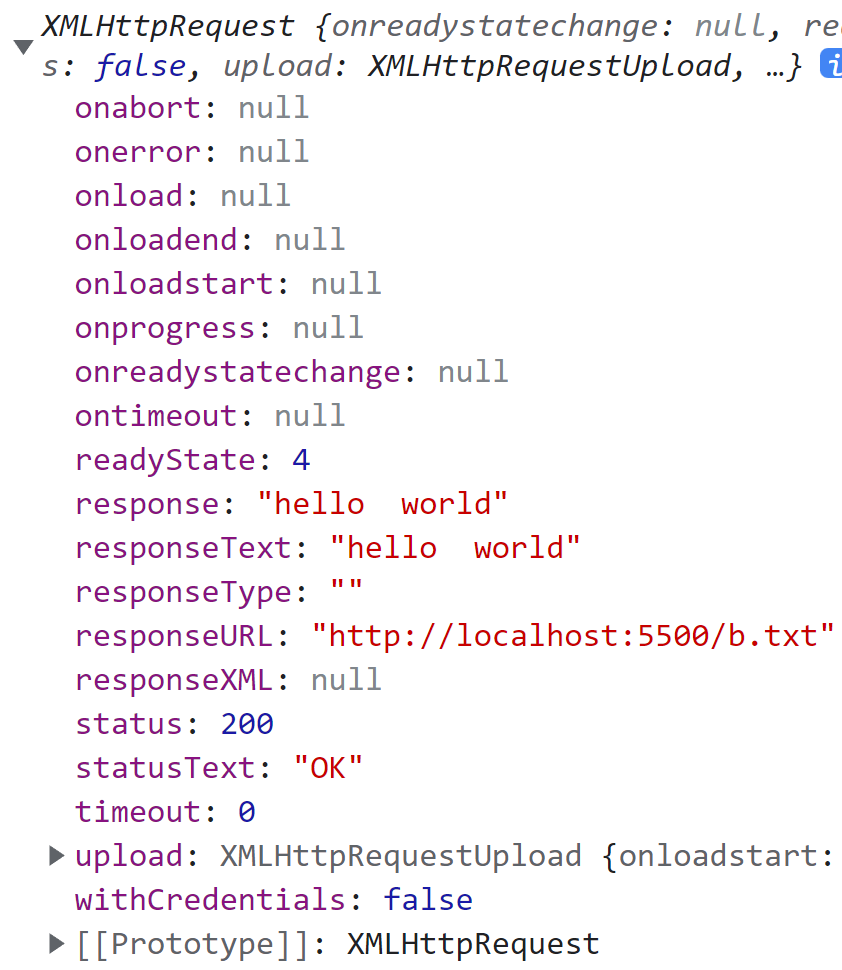 XMLHttpRequest {onreadystatechange: null, re
s: false, upload: XMLHttpRequestUpload, …} i
onabort: null
onerror: null
onload: null
onloadend: null
onloadstart: null
onprogress: null
onreadystatechange: null
ontimeout: null
readyState: 4
response: "hello  world"
responseText: "hello  world"
responseType: ""
responseURL: "http://localhost:5500/b.txt"
responseXML: null
status: 200
statusText: "OK"
timeout: 0
upload: XMLHttpRequestUpload {onloadstart:
withCredentials: false
[[Prototype]]: XMLHttpRequest